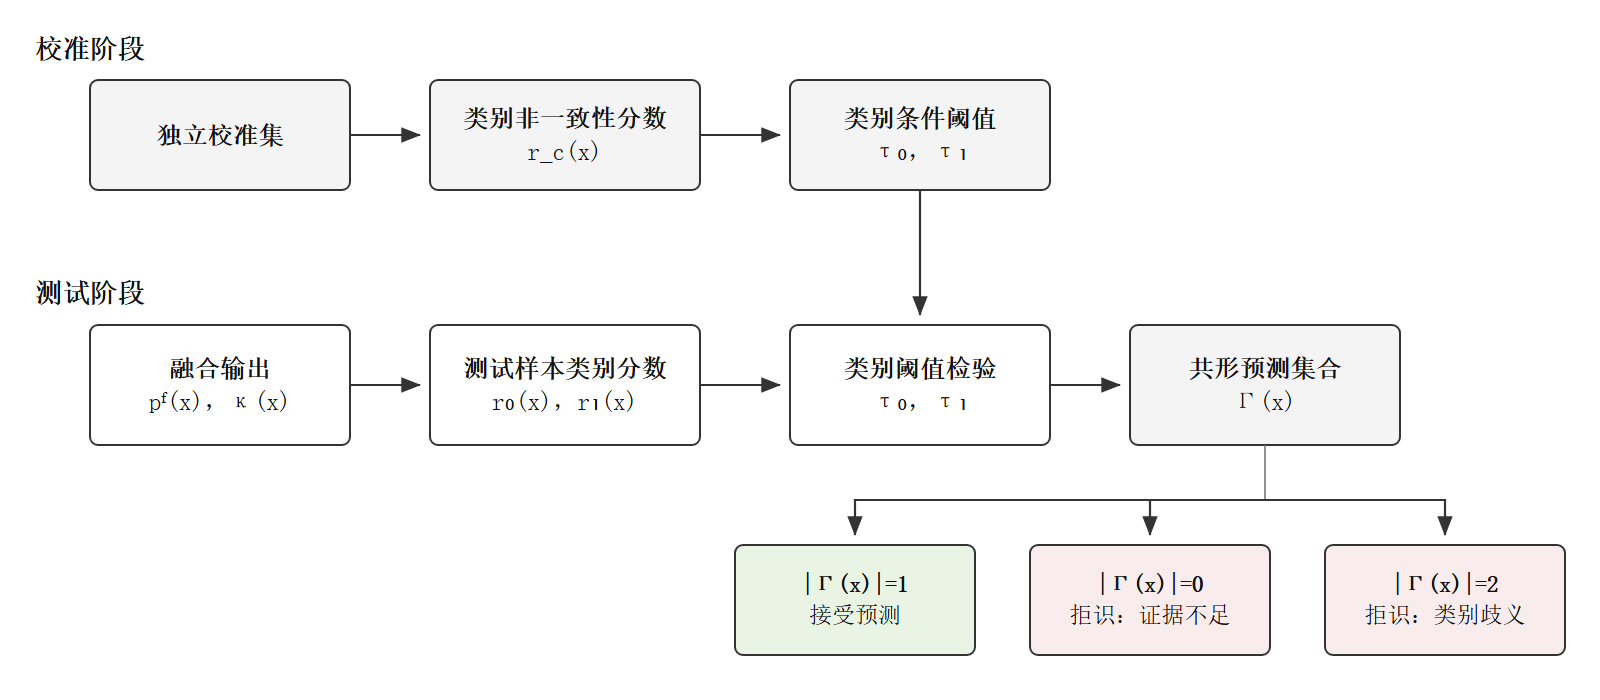 校准阶段
独立校准集
类别非一致性分数
r_c(x)
类别条件阈值
τ₀, τ₁
测试阶段
融合输出
pᶠ(x), κ(x)
测试样本类别分数
r₀(x), r₁(x)
类别阈值检验
τ₀, τ₁
共形预测集合
Γ(x)
|Γ(x)|=1
接受预测
|Γ(x)|=0
拒识：证据不足
|Γ(x)|=2
拒识：类别歧义